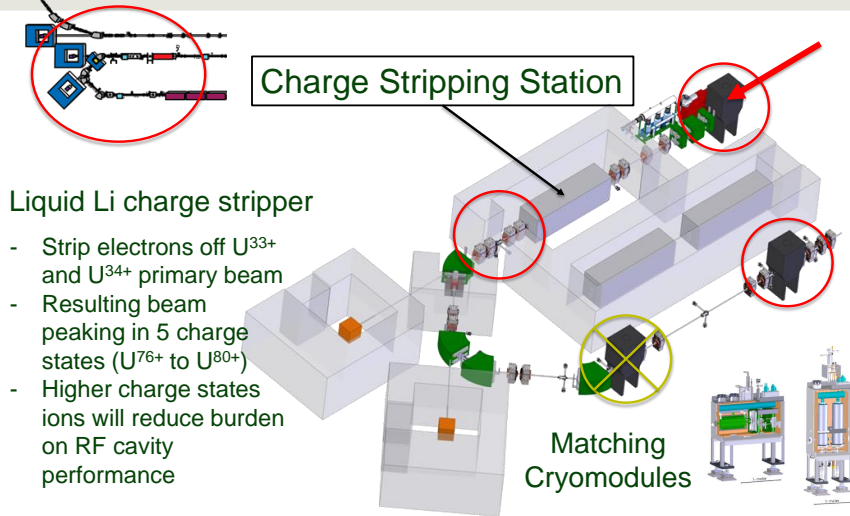 Charge Stripping Station
Liquid Li charge stripper
- Strip electrons off U³³⁺
and U³⁴⁺ primary beam
- Resulting beam
peaking in 5 charge
states (U⁷⁶⁺ to U⁸⁰⁺)
- Higher charge states
ions will reduce burden
on RF cavity
performance
Matching
Cryomodules